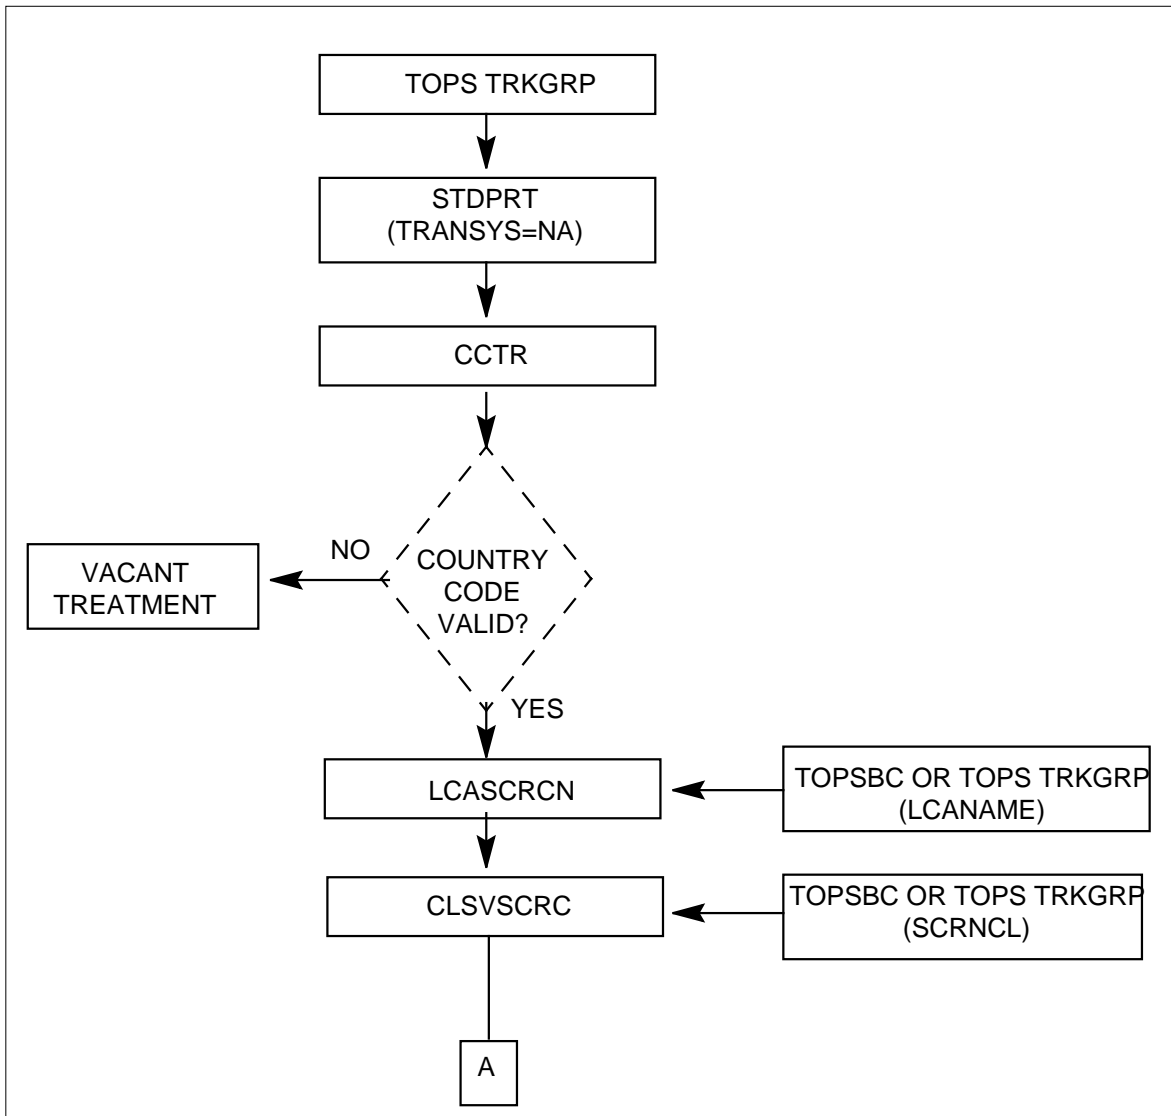 TOPS TRKGRP
STDPRT
(TRANSYS=NA)
CCTR
NO
COUNTRY
CODE
VALID?
VACANT
TREATMENT
YES
LCASCRCN
TOPSBC OR TOPS TRKGRP
(LCANAME)
CLSVSCRC
TOPSBC OR TOPS TRKGRP
(SCRNCL)
A